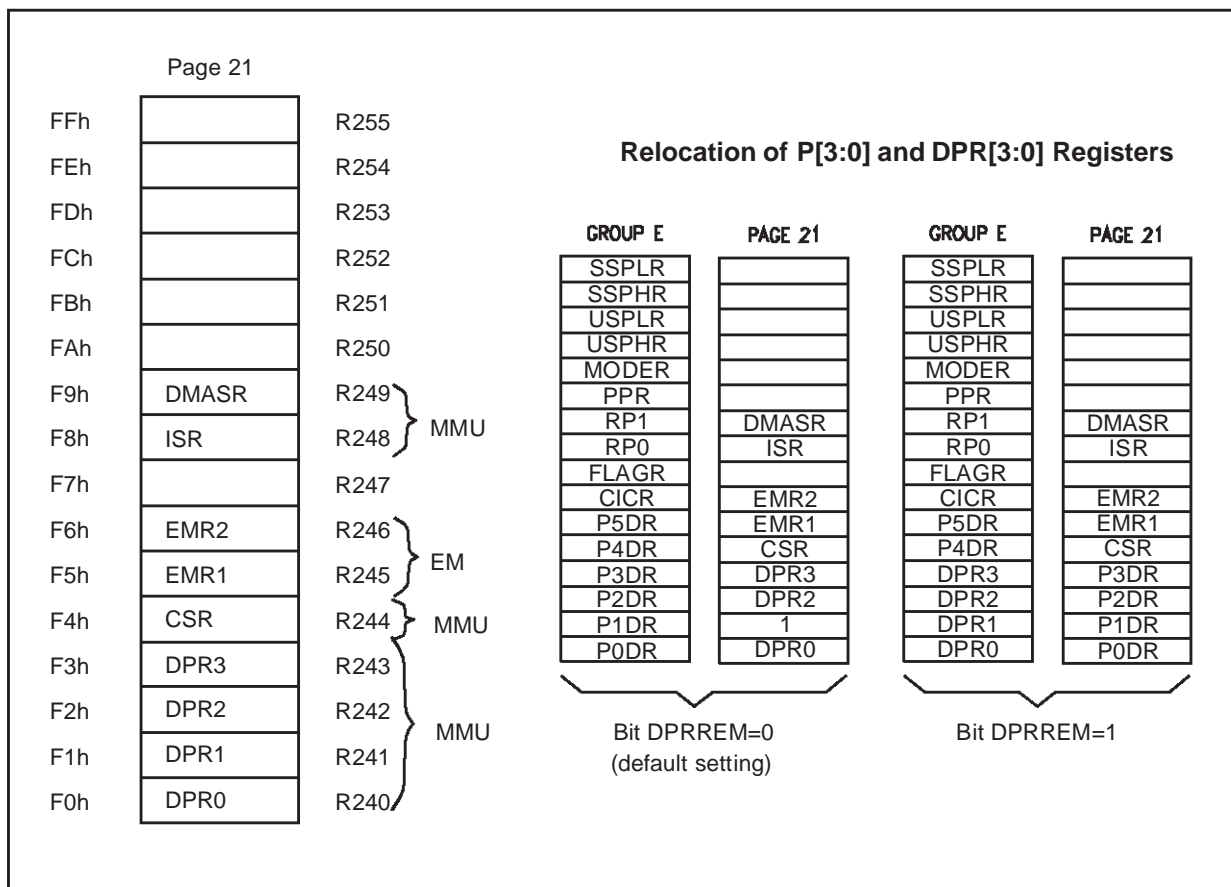 Page 21
FFh R255
FEh R254
FDh R253
FCh R252
FBh R251
FAh R250
F9h DMASR R249
F8h ISR R248
MMU
F7h R247
F6h EMR2 R246
F5h EMR1 R245
EM
F4h CSR R244 MMU
F3h DPR3 R243
F2h DPR2 R242
MMU
F1h DPR1 R241
F0h DPR0 R240
Relocation of P[3:0] and DPR[3:0] Registers
GROUP E PAGE 21 GROUP E PAGE 21
SSPLR SSPLR
SSPHR SSPHR
USPLR USPLR
USPHR USPHR
MODER MODER
PPR PPR
RP1 DMASR RP1 DMASR
RP0 ISR RP0 ISR
FLAGR FLAGR
CICR EMR2 CICR EMR2
P5DR EMR1 P5DR EMR1
P4DR CSR P4DR CSR
P3DR DPR3 DPR3 P3DR
P2DR DPR2 DPR2 P2DR
P1DR 1 DPR1 P1DR
P0DR DPR0 DPR0 P0DR
Bit DPRREM=0 Bit DPRREM=1
(default setting)